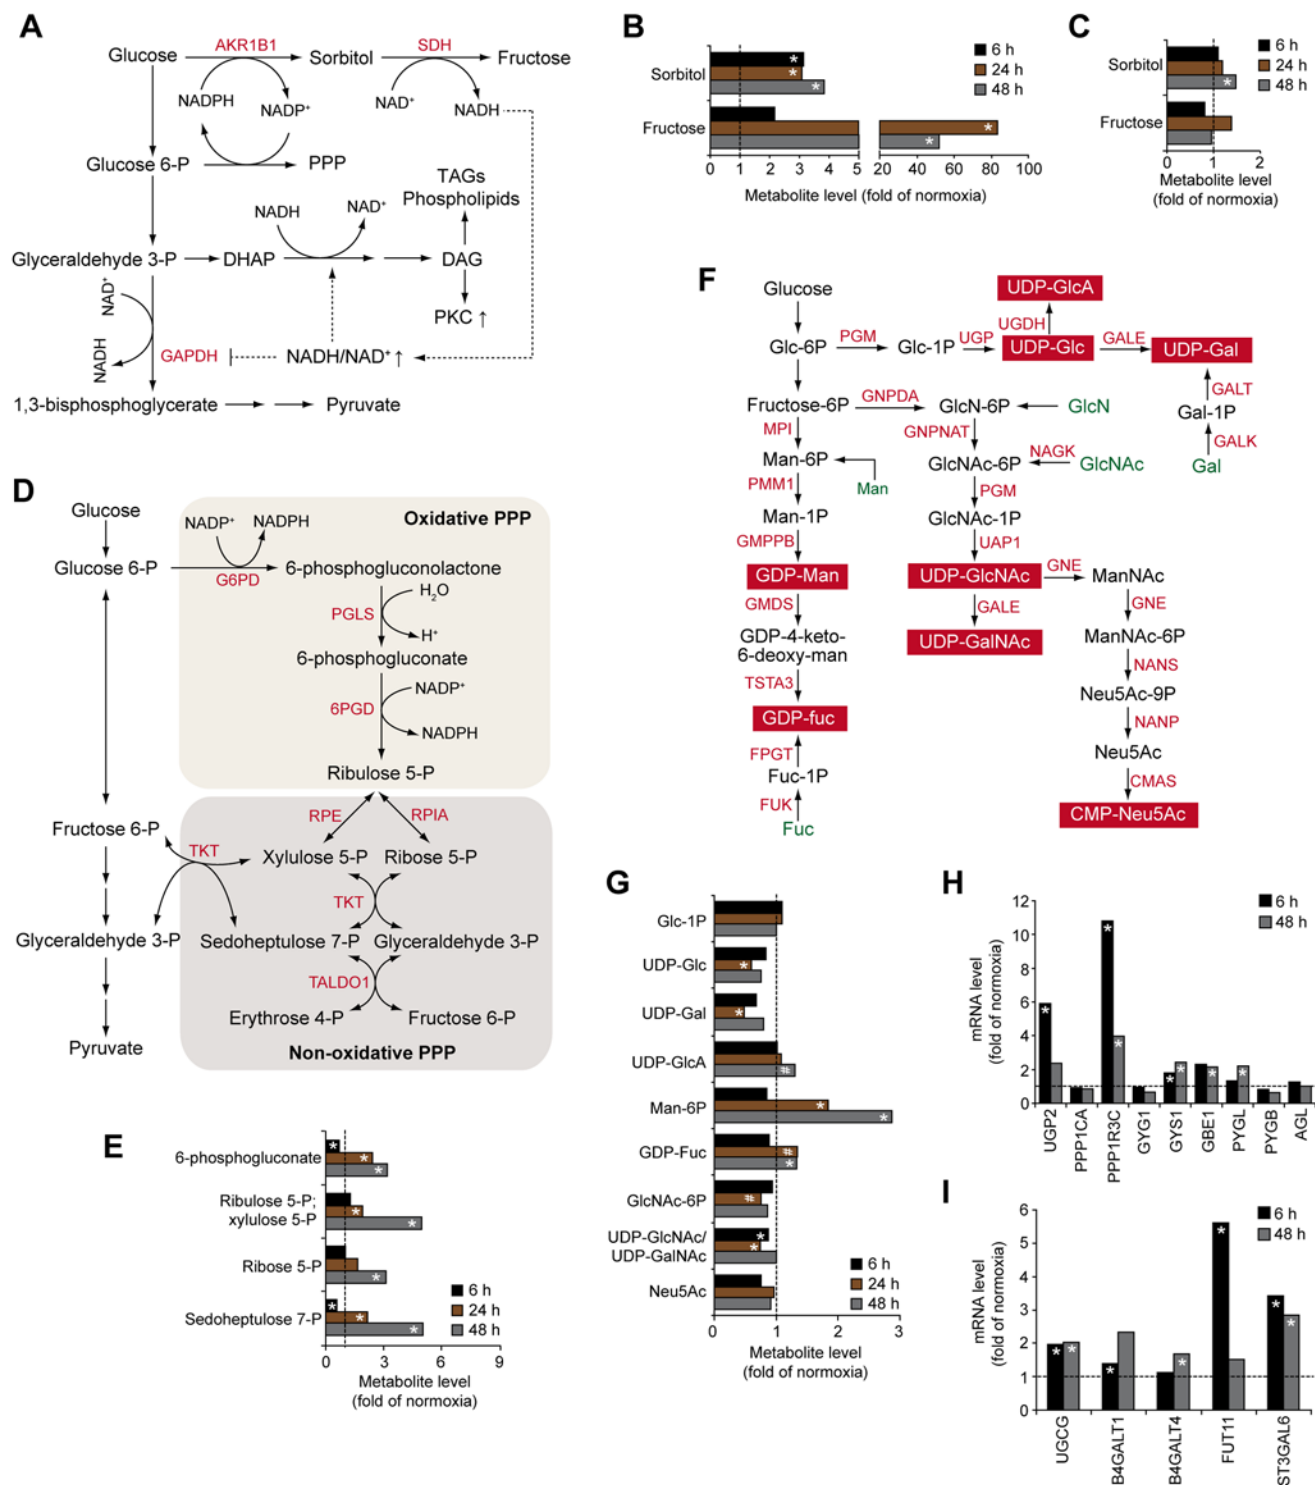 A
Glucose
AKR1B1
Sorbitol
SDH
Fructose
NADPH
NADP⁺
NAD⁺
NADH
Glucose 6-P
PPP
TAGs
Phospholipids
NADH
NAD⁺
Glyceraldehyde 3-P
DHAP
DAG
NAD⁺
NADH
PKC ↑
GAPDH
NADH/NAD⁺ ↑
1,3-bisphosphoglycerate
Pyruvate
B
6 h
24 h
48 h
Sorbitol
* * *
Fructose
* *
0 1 2 3 4 5 20 40 60 80 100
Metabolite level (fold of normoxia)
C
6 h
24 h
48 h
Sorbitol
*
Fructose
0 1 2
Metabolite level
(fold of normoxia)
D
Glucose
NADP⁺
NADPH
Oxidative PPP
Glucose 6-P
G6PD
6-phosphogluconolactone
H₂O
PGLS
H⁺
6-phosphogluconate
NADP⁺
6PGD
NADPH
Ribulose 5-P
RPE
RPIA
Fructose 6-P
TKT
Xylulose 5-P
Ribose 5-P
TKT
Glyceraldehyde 3-P
Sedoheptulose 7-P
Glyceraldehyde 3-P
TALDO1
Erythrose 4-P
Fructose 6-P
Pyruvate
Non-oxidative PPP
E
6-phosphogluconate
* * *
Ribulose 5-P;
xylulose 5-P
* *
Ribose 5-P
*
Sedoheptulose 7-P
* * *
6 h
24 h
48 h
0 3 6 9
Metabolite level
(fold of normoxia)
F
Glucose
UDP-GlcA
UGDH
Glc-6P
PGM
Glc-1P
UGP
UDP-Glc
GALE
UDP-Gal
GALT
Fructose-6P
GNPDA
GlcN-6P
GlcN
Gal-1P
MPI
GNPNAT
GALK
Man-6P
GlcNAc-6P
NAGK
GlcNAc
Gal
PMM1
Man
PGM
Man-1P
GlcNAc-1P
GMPPB
UAP1
GDP-Man
UDP-GlcNAc
GNE
ManNAc
GMDS
GALE
GNE
GDP-4-keto-
6-deoxy-man
UDP-GalNAc
ManNAc-6P
TSTA3
NANS
Neu5Ac-9P
GDP-fuc
NANP
FPGT
Neu5Ac
Fuc-1P
CMAS
FUK
Fuc
CMP-Neu5Ac
G
Glc-1P
UDP-Glc
*
UDP-Gal
*
UDP-GlcA
#
Man-6P
* *
GDP-Fuc
# *
GlcNAc-6P
#
UDP-GlcNAc/
UDP-GalNAc
* *
Neu5Ac
6 h
24 h
48 h
0 1 2 3
Metabolite level
(fold of normoxia)
H
6 h
48 h
mRNA level
(fold of normoxia)
12
10
8
6
4
2
0
* * * * * * *
UGP2
PPP1CA
PPP1R3C
GYG1
GYS1
GBE1
PYGL
PYGB
AGL
I
6 h
48 h
mRNA level
(fold of normoxia)
6
5
4
3
2
1
0
* * * * * * *
UGCG
B4GALT1
B4GALT4
FUT11
ST3GAL6